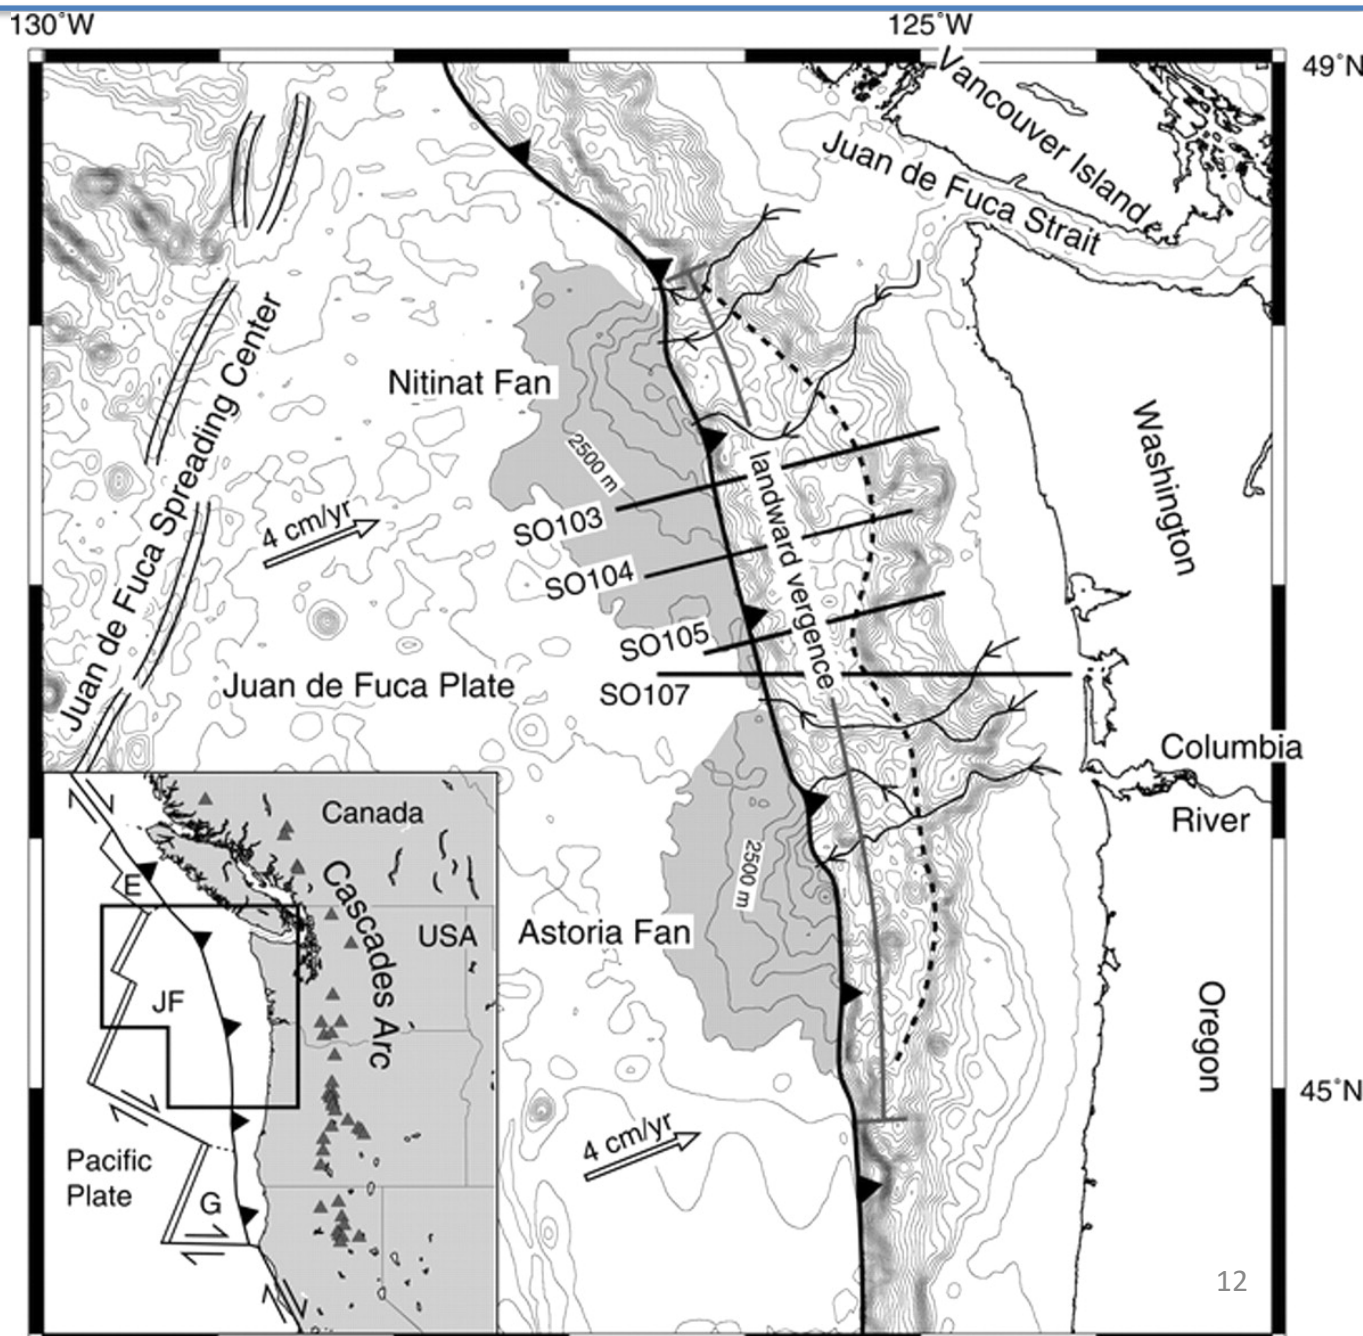 130°W
125°W
49°N
Vancouver Island
Juan de Fuca Strait
Juan de Fuca Spreading Center
Nitinat Fan
2500 m
landward vergence
Washington
4 cm/yr
SO103
SO104
SO105
SO107
Juan de Fuca Plate
Columbia
River
Canada
Cascades Arc
E
USA
JF
Pacific
Plate
G
2500 m
Astoria Fan
Oregon
45°N
4 cm/yr
12